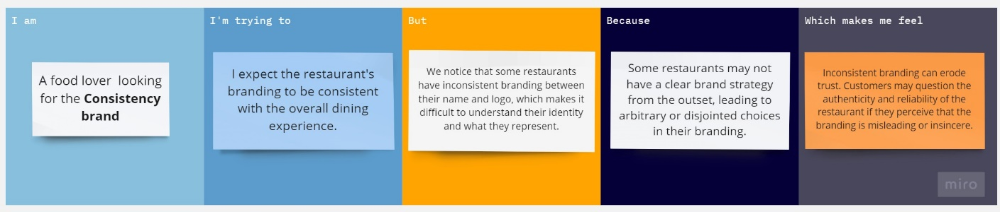 I am
A food lover  looking
for the Consistency
brand
I'm trying to
I expect the restaurant's
branding to be consistent
with the overall dining
experience.
But
We notice that some restaurants
have inconsistent branding between
their name and logo, which makes it
difficult to understand their identity
and what they represent.
Because
Some restaurants may not
have a clear brand strategy
from the outset, leading to
arbitrary or disjointed choices
in their branding.
Which makes me feel
Inconsistent branding can erode
trust. Customers may question the
authenticity and reliability of the
restaurant if they perceive that the
branding is misleading or insincere.
miro